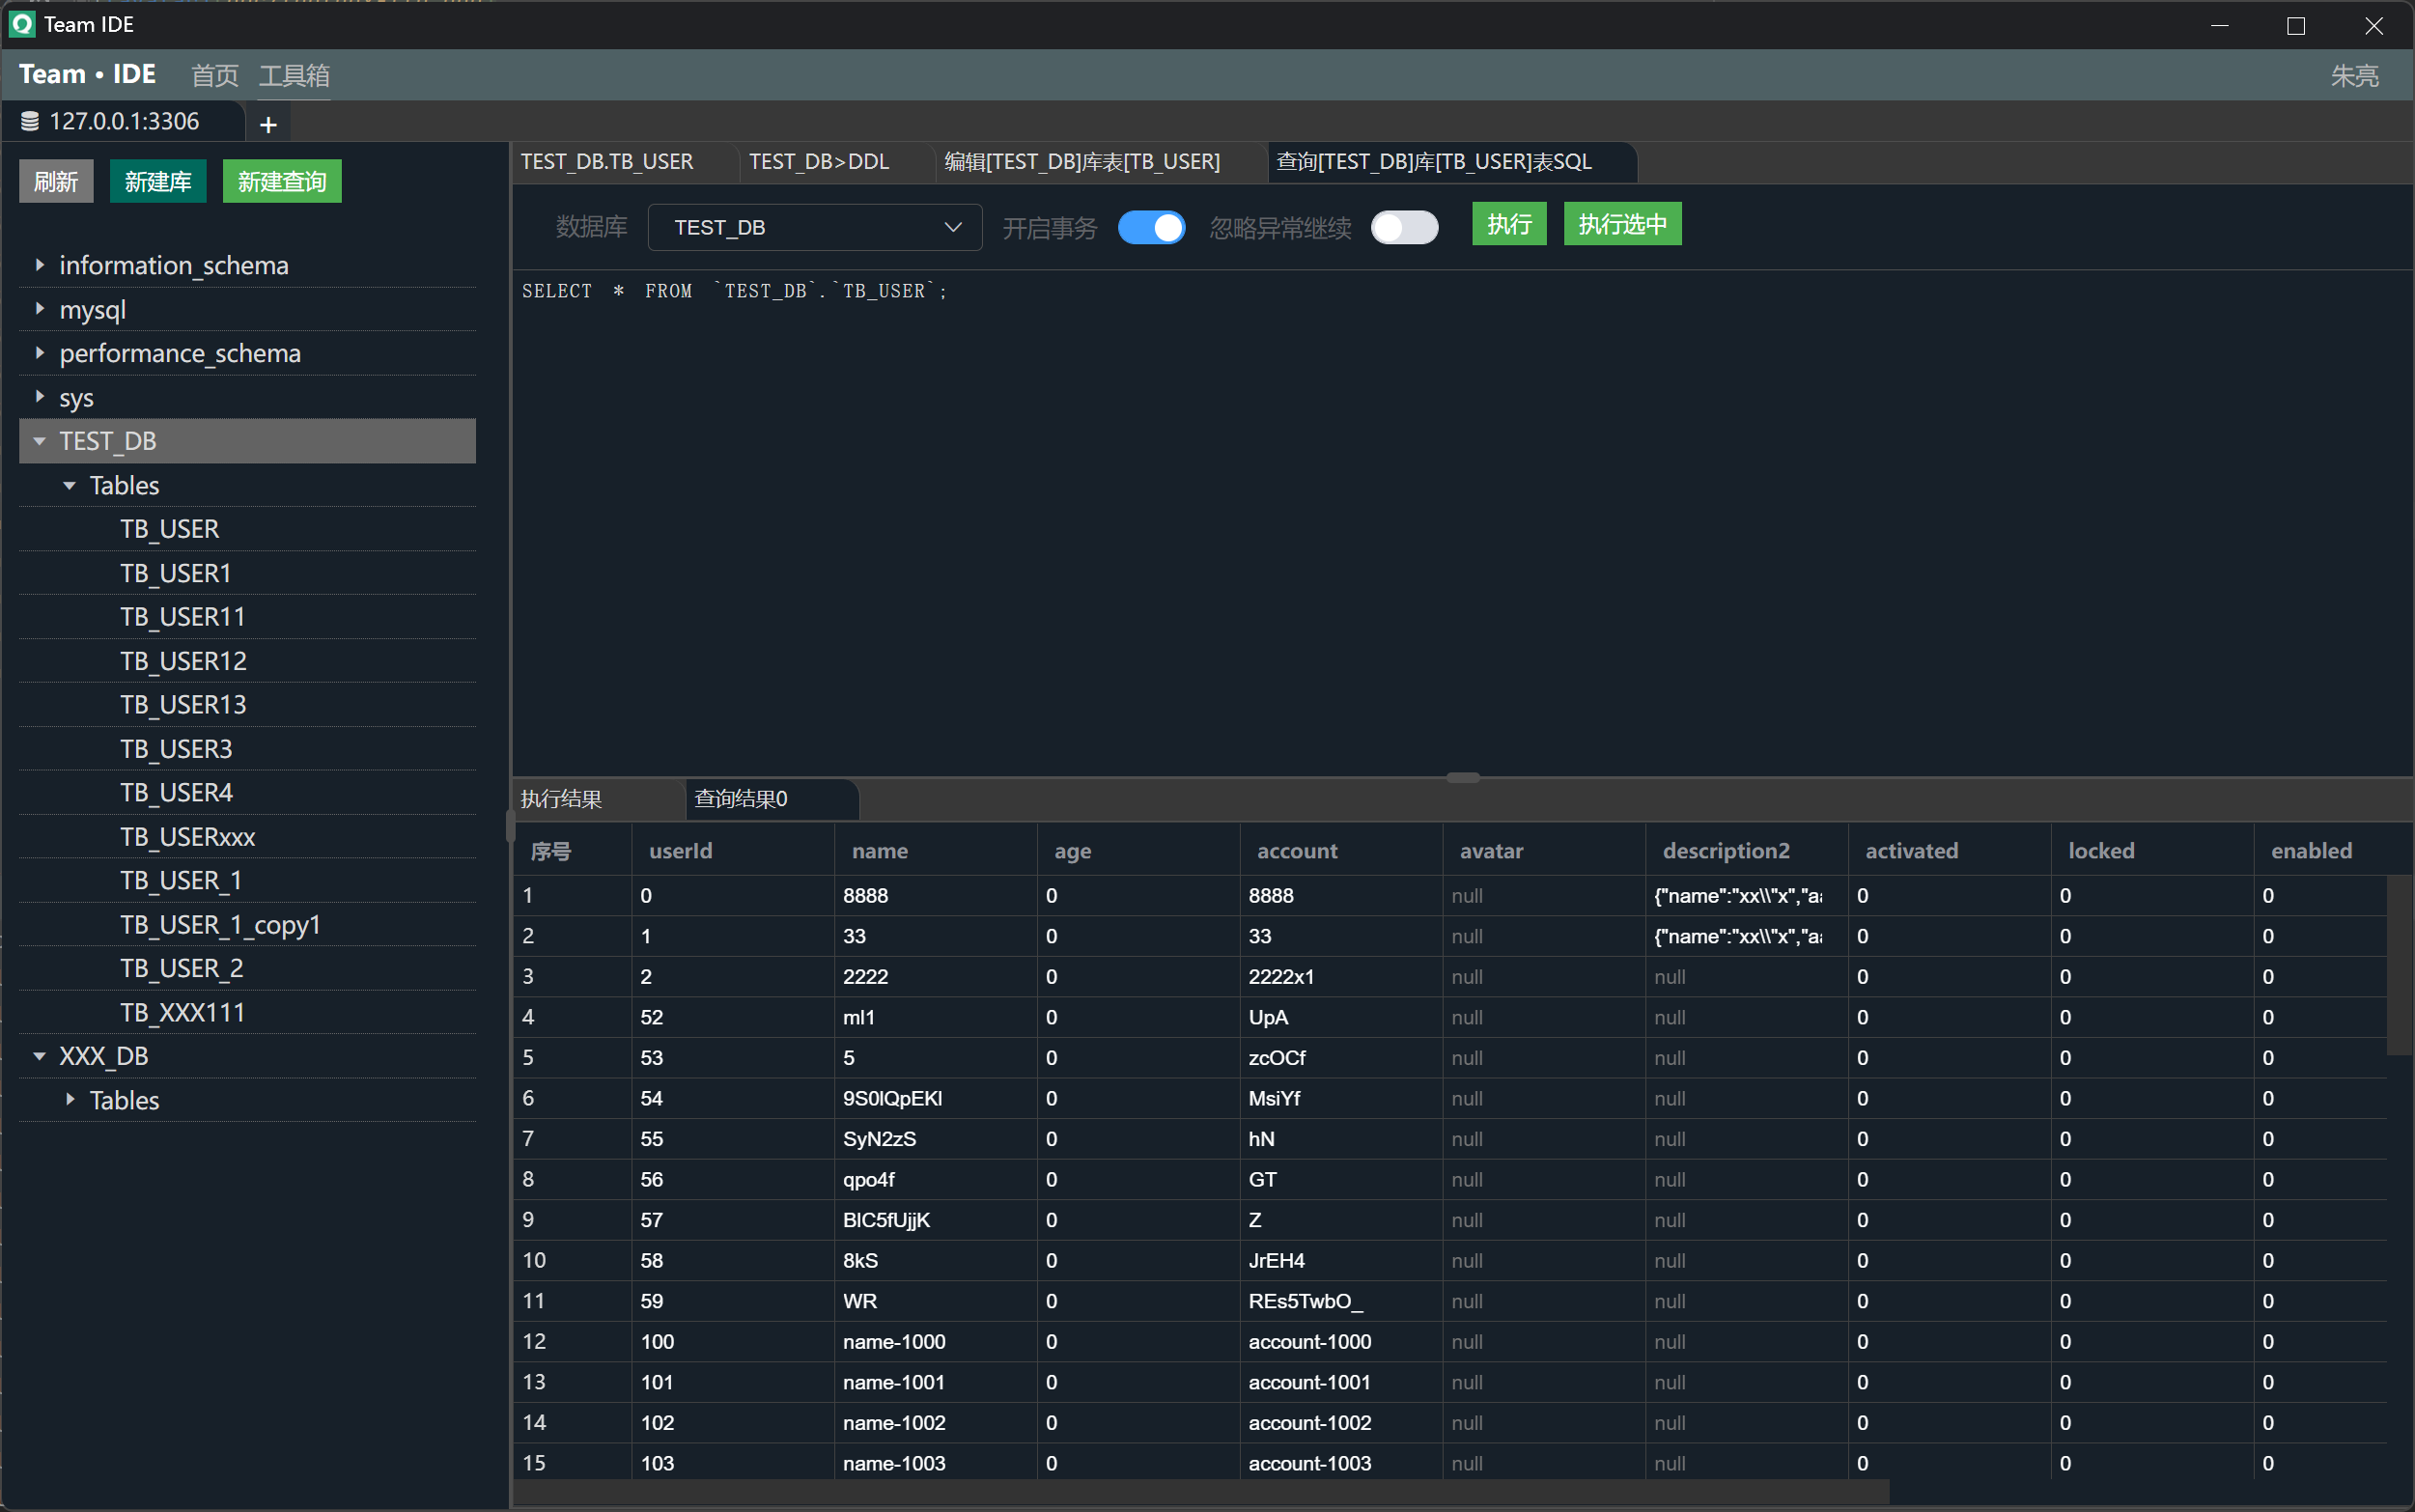 Team IDE
Team • IDE 首页 工具箱 朱亮
127.0.0.1:3306 +
刷新 新建库 新建查询
information_schema
mysql
performance_schema
sys
TEST_DB
Tables
TB_USER
TB_USER1
TB_USER11
TB_USER12
TB_USER13
TB_USER3
TB_USER4
TB_USERxxx
TB_USER_1
TB_USER_1_copy1
TB_USER_2
TB_XXX111
XXX_DB
Tables
TEST_DB.TB_USER TEST_DB>DDL 编辑[TEST_DB]库表[TB_USER] 查询[TEST_DB]库[TB_USER]表SQL
数据库 TEST_DB 开启事务 忽略异常继续 执行 执行选中
SELECT * FROM `TEST_DB`.`TB_USER`;
执行结果 查询结果0
序号 userId name age account avatar description2 activated locked enabled
1 0 8888 0 8888 null {"name":"xx\\"x","aa 0 0 0
2 1 33 0 33 null {"name":"xx\\"x","aa 0 0 0
3 2 2222 0 2222x1 null null 0 0 0
4 52 ml1 0 UpA null null 0 0 0
5 53 5 0 zcOCf null null 0 0 0
6 54 9S0lQpEKl 0 MsiYf null null 0 0 0
7 55 SyN2zS 0 hN null null 0 0 0
8 56 qpo4f 0 GT null null 0 0 0
9 57 BlC5fUjjK 0 Z null null 0 0 0
10 58 8kS 0 JrEH4 null null 0 0 0
11 59 WR 0 REs5TwbO_ null null 0 0 0
12 100 name-1000 0 account-1000 null null 0 0 0
13 101 name-1001 0 account-1001 null null 0 0 0
14 102 name-1002 0 account-1002 null null 0 0 0
15 103 name-1003 0 account-1003 null null 0 0 0